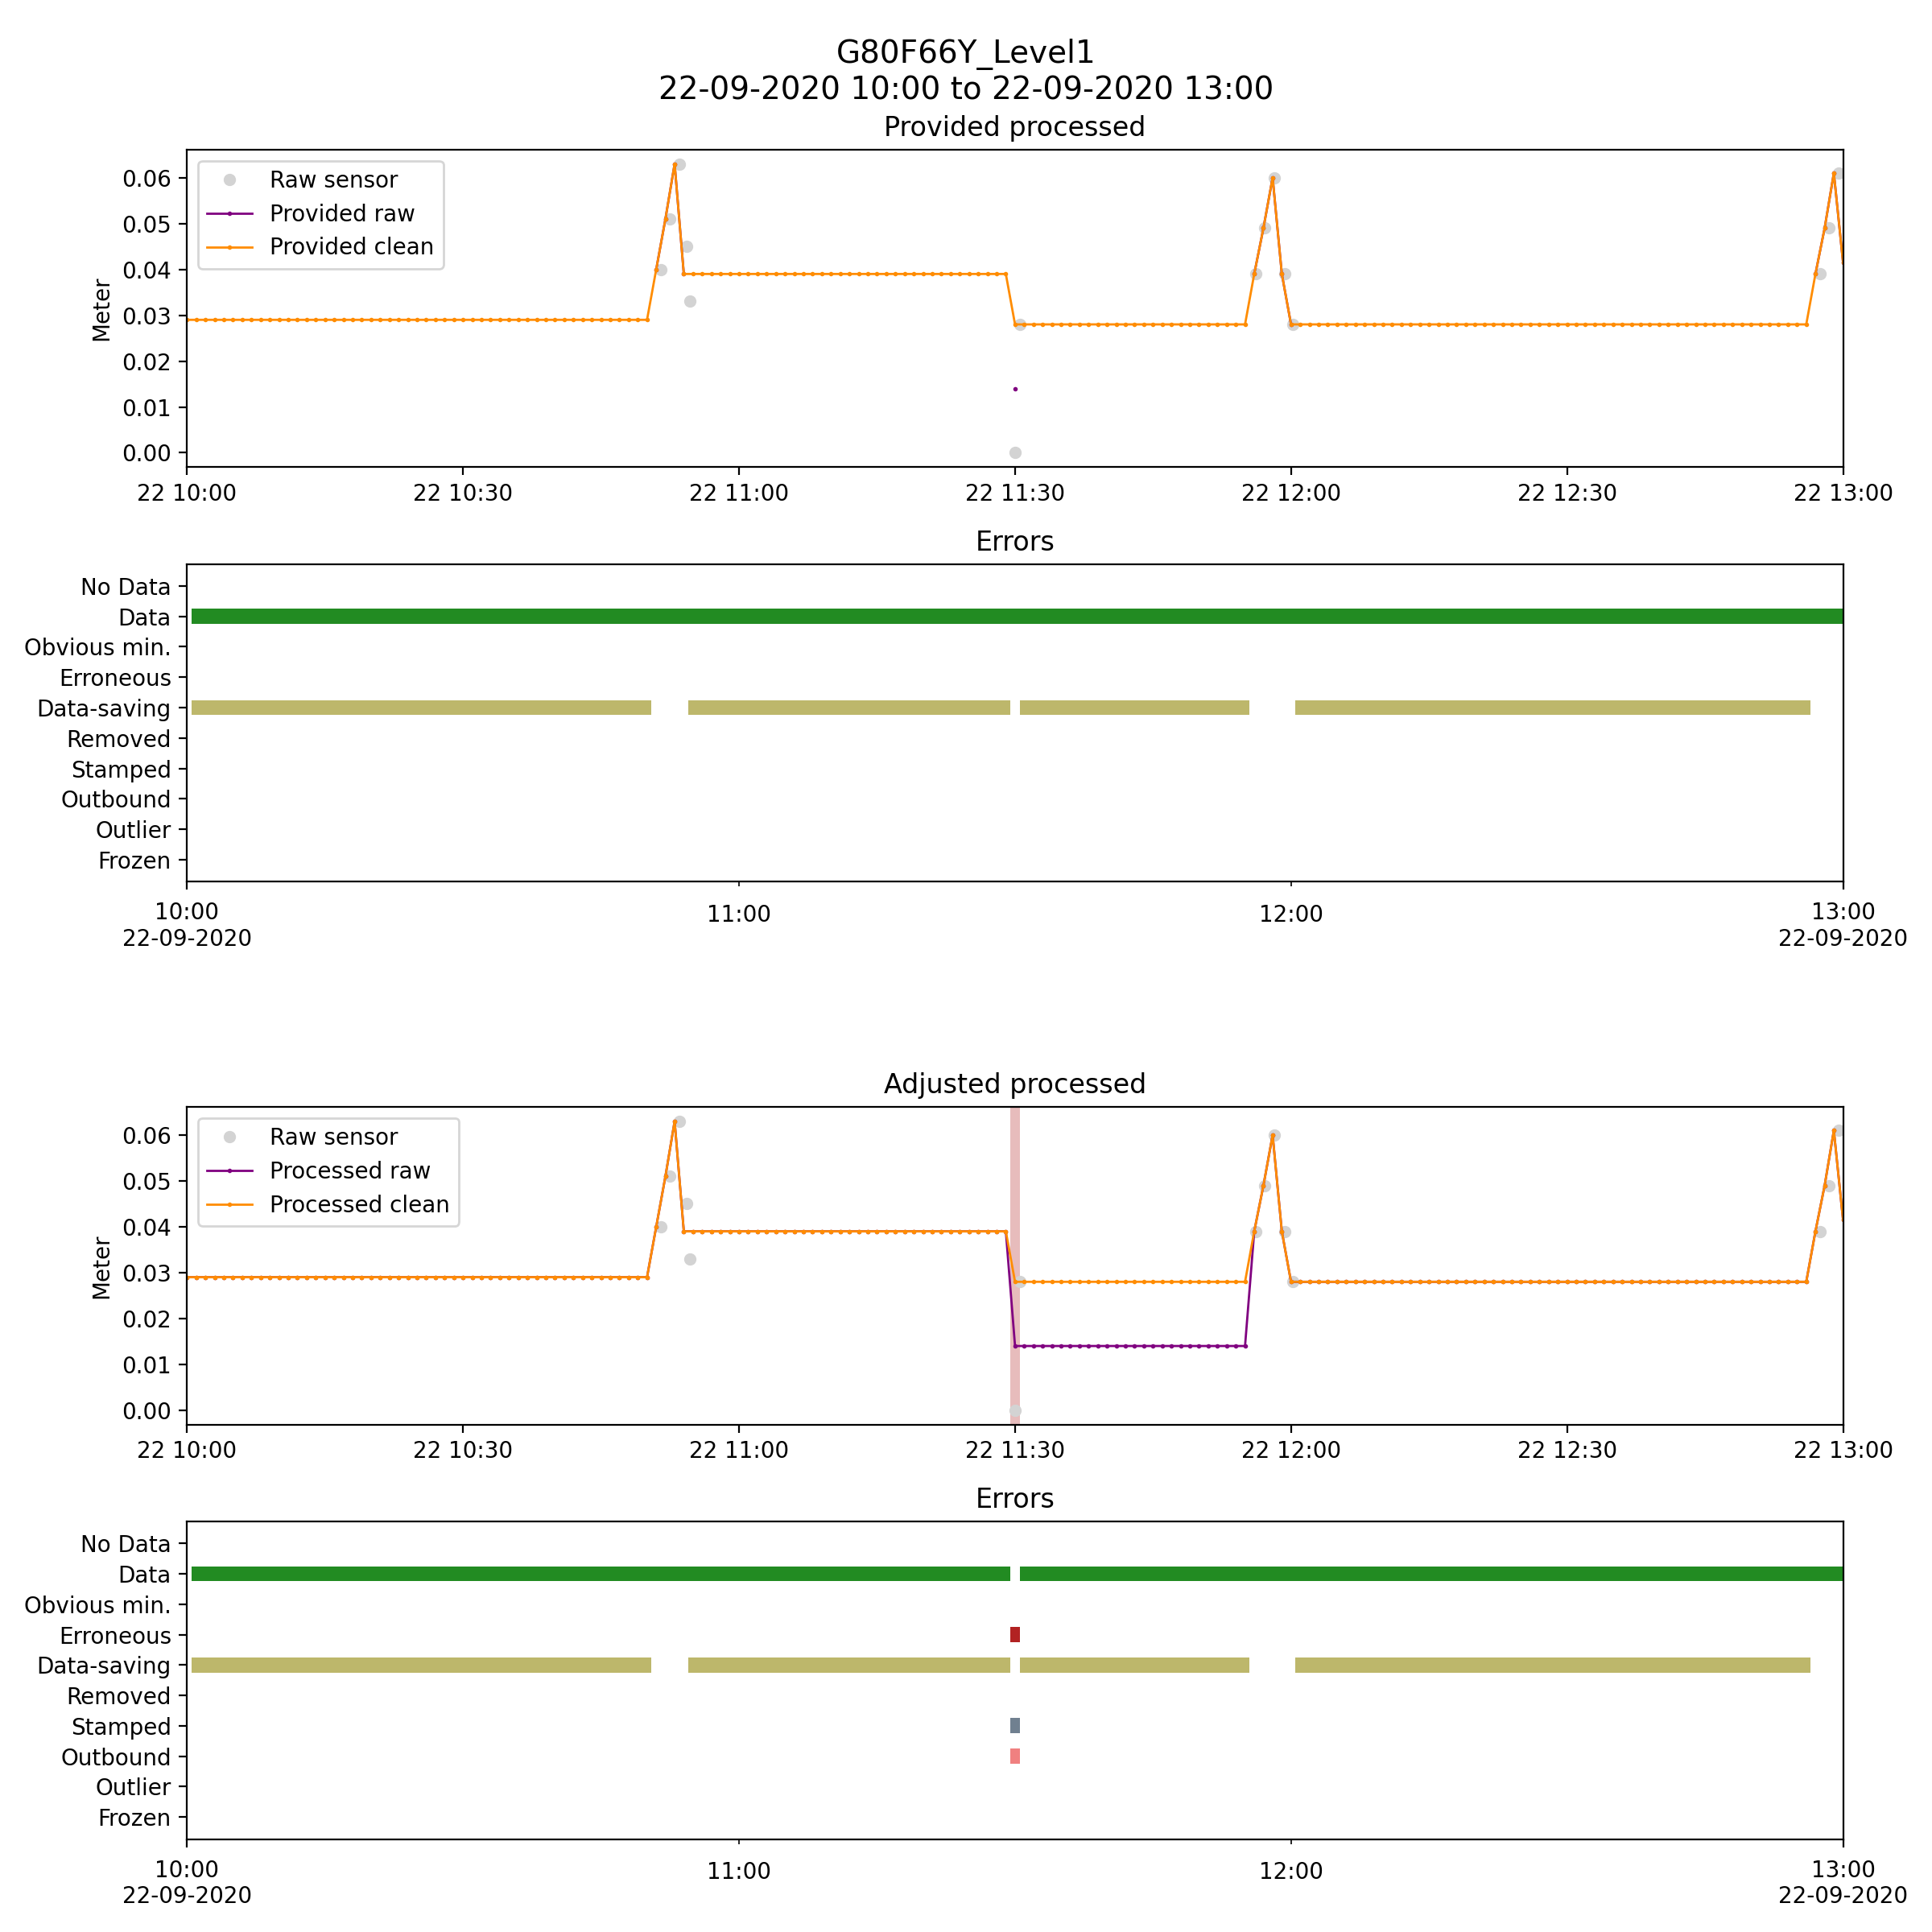 G80F66Y_Level1
22-09-2020 10:00 to 22-09-2020 13:00
Provided processed
Raw sensor
Provided raw
Provided clean
Meter
0.06
0.05
0.04
0.03
0.02
0.01
0.00
22 10:00 22 10:30 22 11:00 22 11:30 22 12:00 22 12:30 22 13:00
Errors
No Data
Data
Obvious min.
Erroneous
Data-saving
Removed
Stamped
Outbound
Outlier
Frozen
10:00 11:00 12:00 13:00
22-09-2020 22-09-2020
Adjusted processed
Raw sensor
Processed raw
Processed clean
Meter
0.06
0.05
0.04
0.03
0.02
0.01
0.00
22 10:00 22 10:30 22 11:00 22 11:30 22 12:00 22 12:30 22 13:00
Errors
No Data
Data
Obvious min.
Erroneous
Data-saving
Removed
Stamped
Outbound
Outlier
Frozen
10:00 11:00 12:00 13:00
22-09-2020 22-09-2020